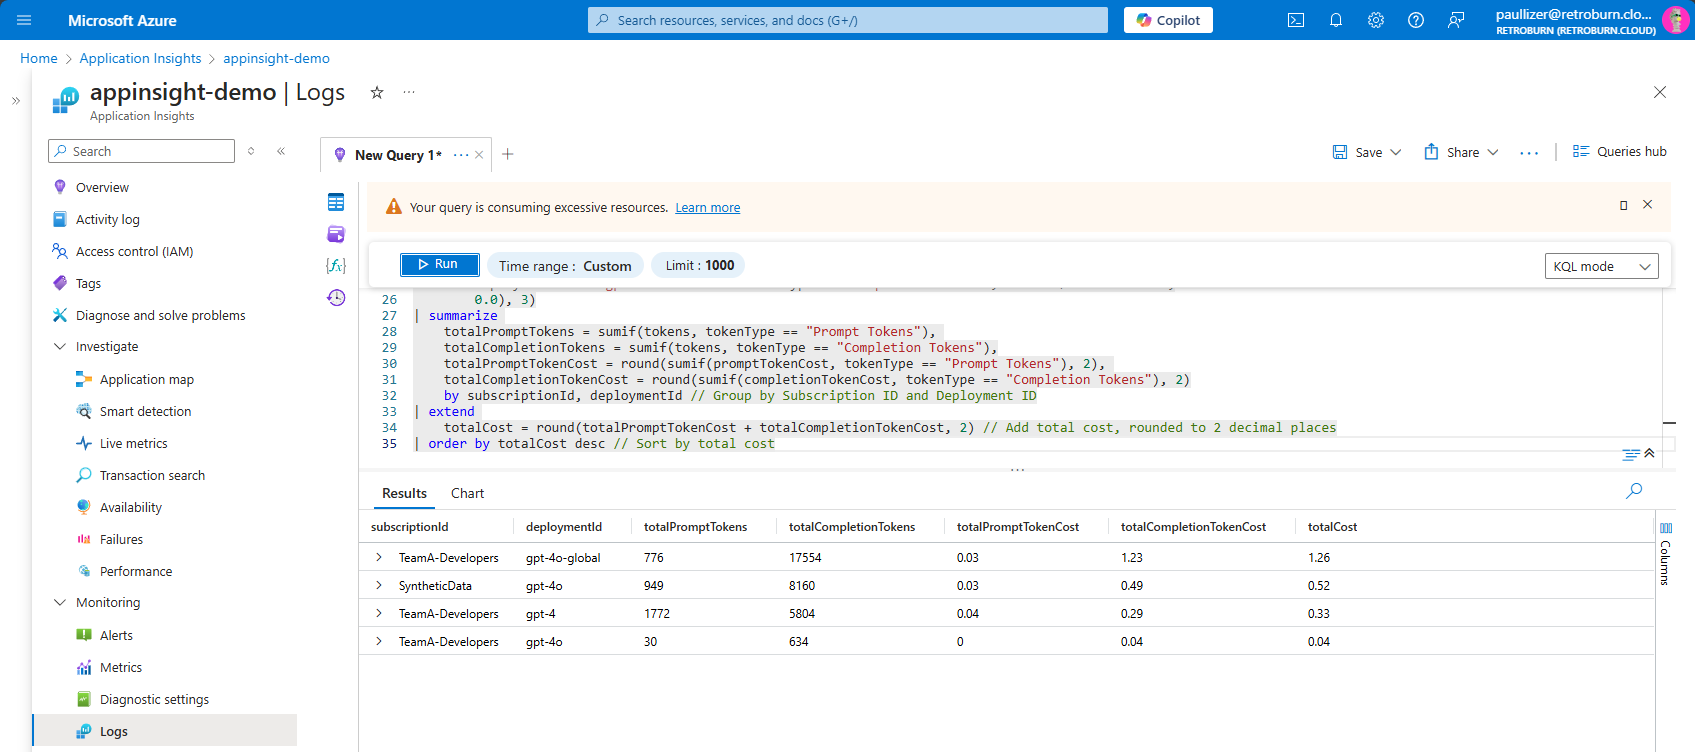 Microsoft Azure
Search resources, services, and docs (G+/)
Copilot
paullizer@retroburn.clo...
RETROBURN (RETROBURN.CLOUD)
Home > Application Insights > appinsight-demo
appinsight-demo | Logs
Application Insights
Search
New Query 1*
Save
Share
Queries hub
Overview
Activity log
Access control (IAM)
Tags
Diagnose and solve problems
Investigate
Application map
Smart detection
Live metrics
Transaction search
Availability
Failures
Performance
Monitoring
Alerts
Metrics
Diagnostic settings
Logs
Your query is consuming excessive resources. Learn more
Run
Time range : Custom
Limit : 1000
KQL mode
26 0.0), 3)
27 | summarize
28 totalPromptTokens = sumif(tokens, tokenType == "Prompt Tokens"),
29 totalCompletionTokens = sumif(tokens, tokenType == "Completion Tokens"),
30 totalPromptTokenCost = round(sumif(promptTokenCost, tokenType == "Prompt Tokens"), 2),
31 totalCompletionTokenCost = round(sumif(completionTokenCost, tokenType == "Completion Tokens"), 2)
32 by subscriptionId, deploymentId // Group by Subscription ID and Deployment ID
33 | extend
34 totalCost = round(totalPromptTokenCost + totalCompletionTokenCost, 2) // Add total cost, rounded to 2 decimal places
35 | order by totalCost desc // Sort by total cost
Results
Chart
subscriptionId deploymentId totalPromptTokens totalCompletionTokens totalPromptTokenCost totalCompletionTokenCost totalCost
TeamA-Developers gpt-4o-global 776 17554 0.03 1.23 1.26
SyntheticData gpt-4o 949 8160 0.03 0.49 0.52
TeamA-Developers gpt-4 1772 5804 0.04 0.29 0.33
TeamA-Developers gpt-4o 30 634 0 0.04 0.04
Columns